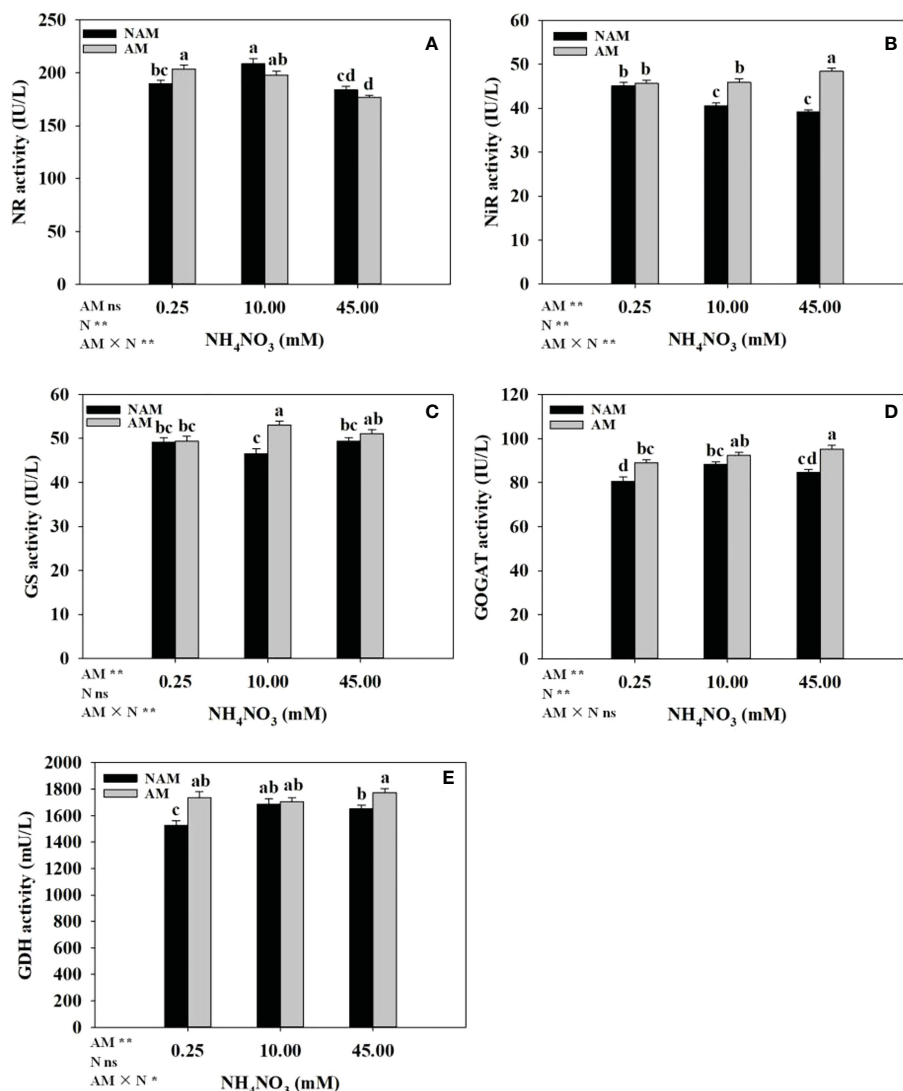 A
NAM
AM
NR activity (IU/L)
250
200
150
100
50
0
bc
a
a
ab
cd
d
0.25 10.00 45.00
NH₄NO₃ (mM)
AM ns
N **
AM × N **
B
NAM
AM
NiR activity (IU/L)
60
50
40
30
20
10
0
b
b
c
b
c
a
0.25 10.00 45.00
NH₄NO₃ (mM)
AM **
N **
AM × N **
C
NAM
AM
GS activity (IU/L)
60
50
40
30
20
10
0
bc
bc
c
a
bc
ab
0.25 10.00 45.00
NH₄NO₃ (mM)
AM **
N ns
AM × N **
D
NAM
AM
GOGAT activity (IU/L)
120
100
80
60
40
20
0
d
bc
bc
ab
cd
a
0.25 10.00 45.00
NH₄NO₃ (mM)
AM **
N **
AM × N ns
E
NAM
AM
GDH activity (mU/L)
2000
1800
1600
1400
1200
1000
800
600
400
200
0
c
ab
ab
ab
b
a
0.25 10.00 45.00
NH₄NO₃ (mM)
AM **
N ns
AM × N *